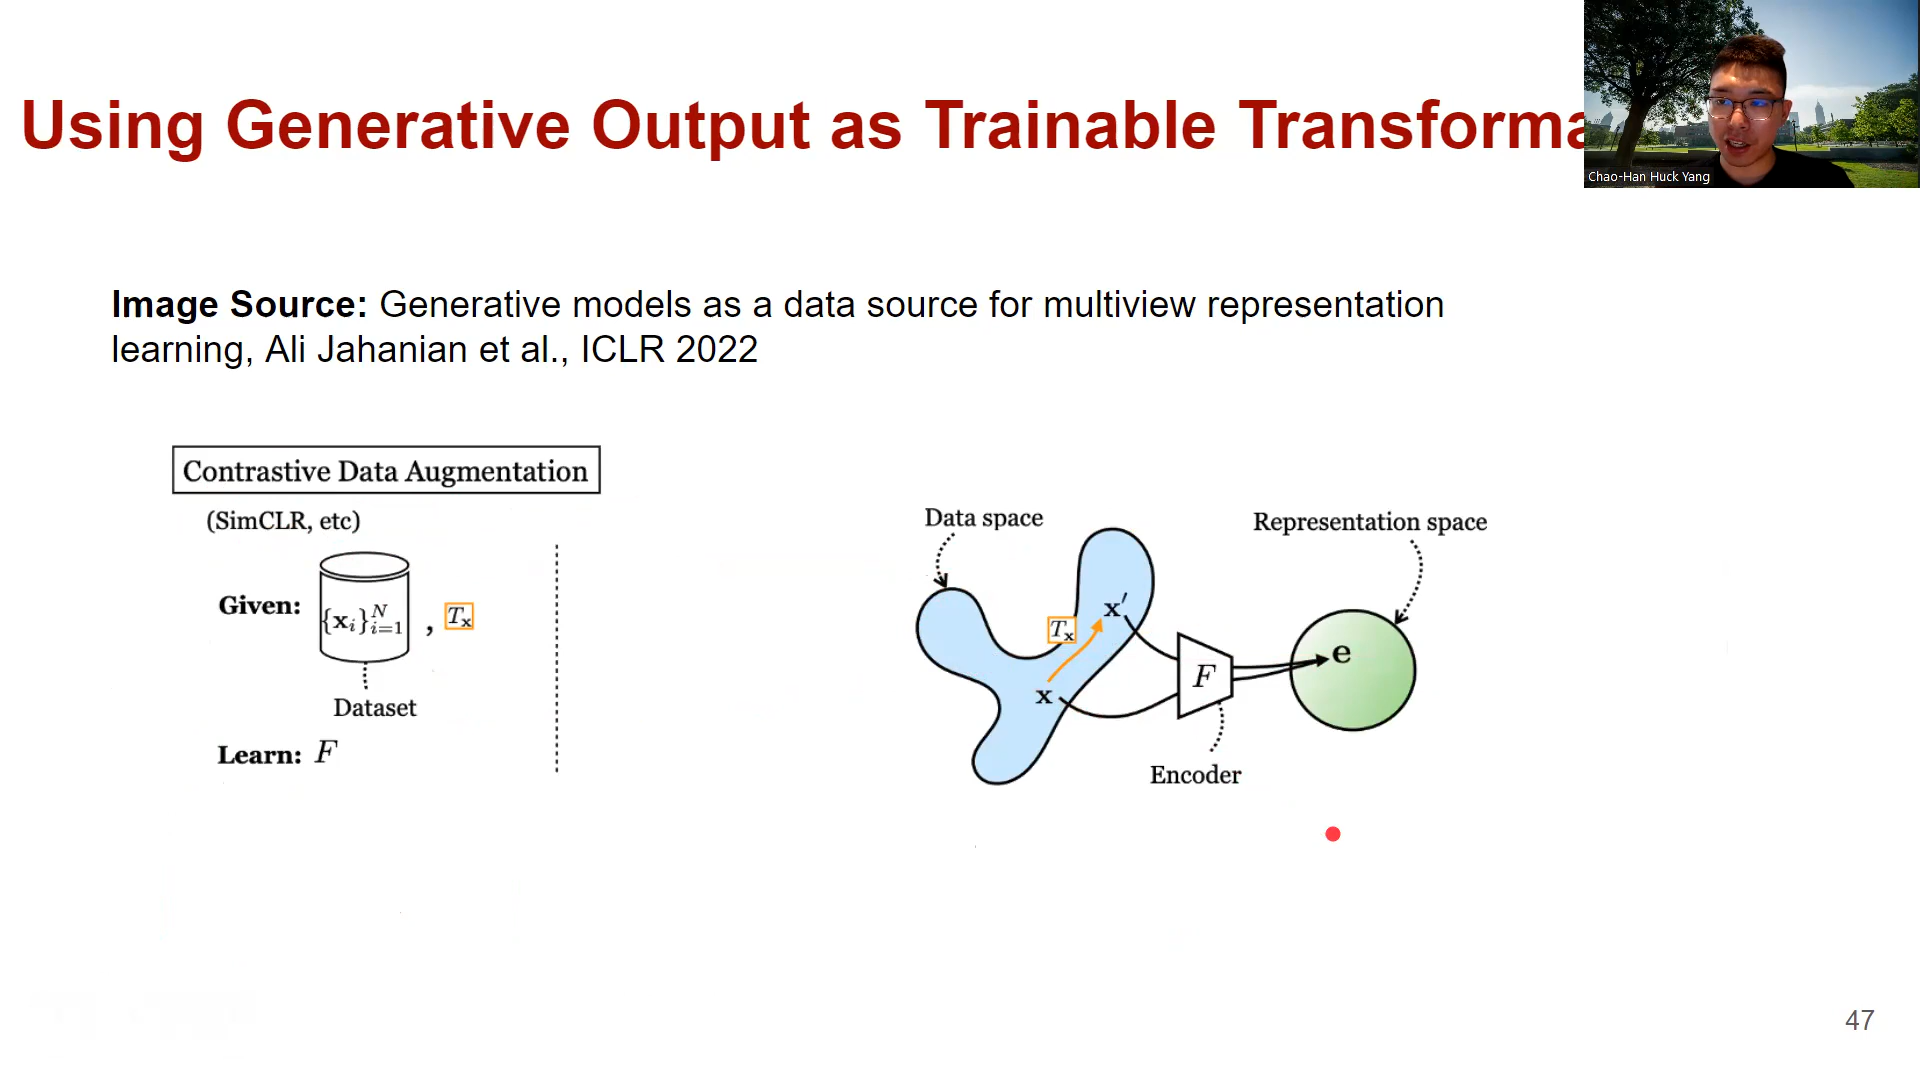 Using Generative Output as Trainable Transforma
Chao-Han Huck Yang
Image Source: Generative models as a data source for multiview representation
learning, Ali Jahanian et al., ICLR 2022
Contrastive Data Augmentation
(SimCLR, etc)
Given: {x_i}_{i=1}^N , T_x
Dataset
Learn: F
Data space
Representation space
T_x
x′
x
F
e
Encoder
47